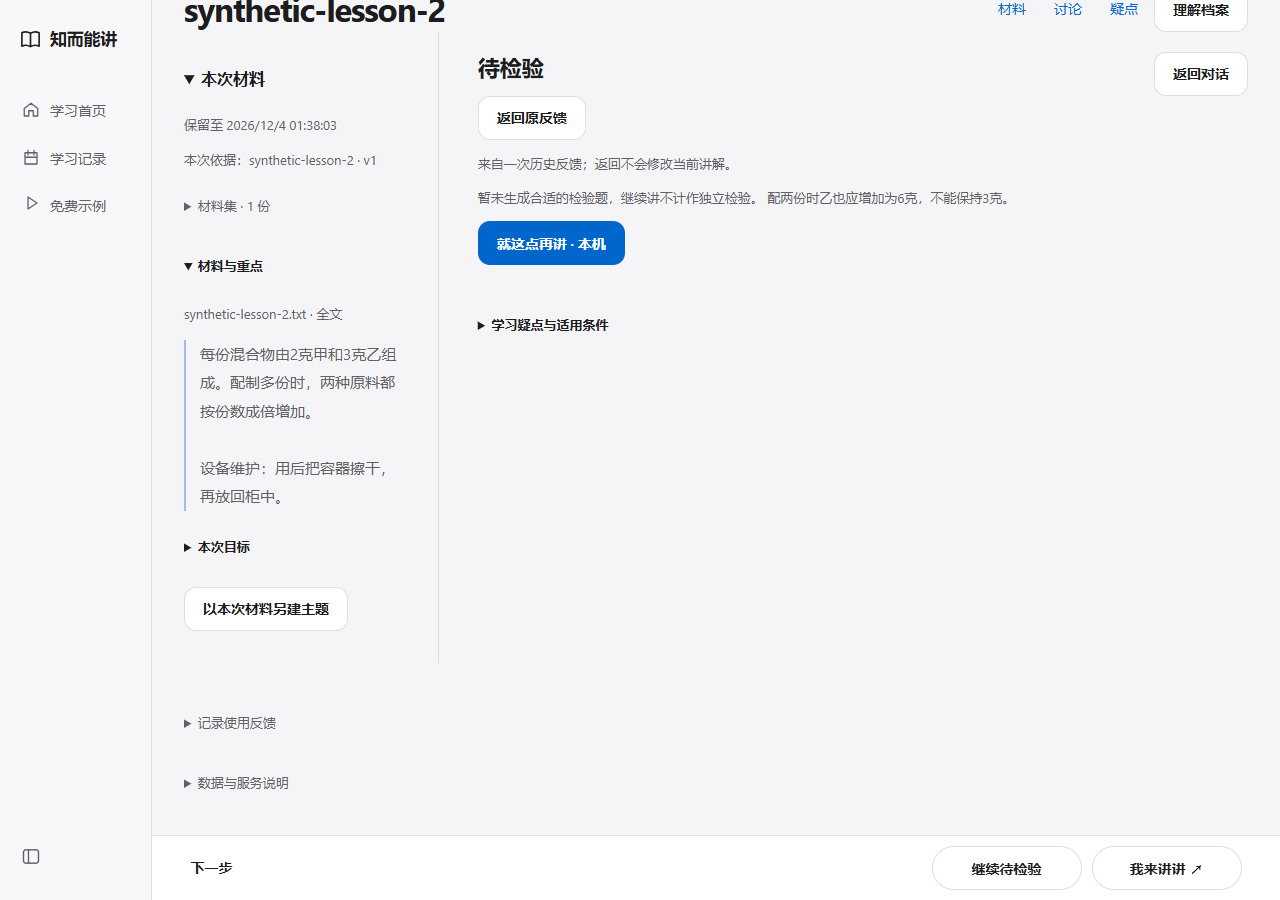 知而能讲
学习首页
学习记录
免费示例
synthetic-lesson-2
材料
讨论
疑点
理解档案
返回对话
本次材料
保留至 2026/12/4 01:38:03
本次依据：synthetic-lesson-2 · v1
材料集 · 1 份
材料与重点
synthetic-lesson-2.txt · 全文
每份混合物由2克甲和3克乙组
成。配制多份时，两种原料都
按份数成倍增加。
设备维护：用后把容器擦干，
再放回柜中。
本次目标
以本次材料另建主题
待检验
返回原反馈
来自一次历史反馈；返回不会修改当前讲解。
暂未生成合适的检验题，继续讲不计作独立检验。 配两份时乙也应增加为6克，不能保持3克。
就这点再讲 · 本机
学习疑点与适用条件
记录使用反馈
数据与服务说明
下一步
继续待检验
我来讲讲 ↗